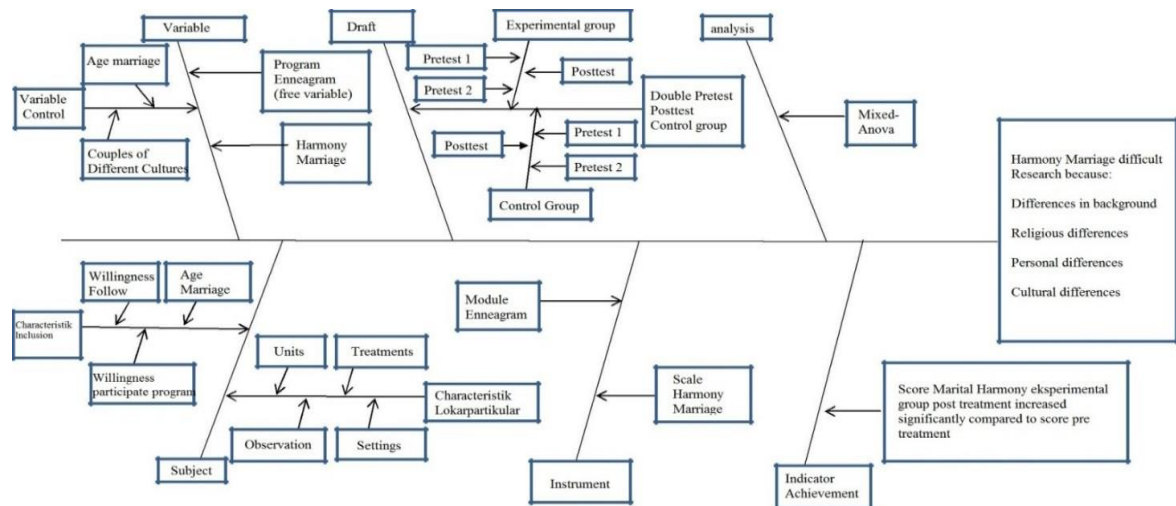 Variable
Draft
Experimental group
analysis
Age marriage
Variable
Control
Couples of
Different Cultures
Program
Enneagram
(free variable)
Harmony
Marriage
Pretest 1
Pretest 2
Posttest
Double Pretest
Posttest
Control group
Posttest
Pretest 1
Pretest 2
Control Group
Mixed-
Anova
Harmony Marriage difficult
Research because:
Differences in background
Religious differences
Personal differences
Cultural differences
Willingness
Follow
Age
Marriage
Characteristik
Inclusion
Willingness
participate program
Units
Treatments
Characteristik
Lokarpartikular
Observation
Settings
Subject
Module
Enneagram
Scale
Harmony
Marriage
Instrument
Score Marital Harmony eksperimental
group post treatment increased
significantly compared to score pre
treatment
Indicator
Achievement